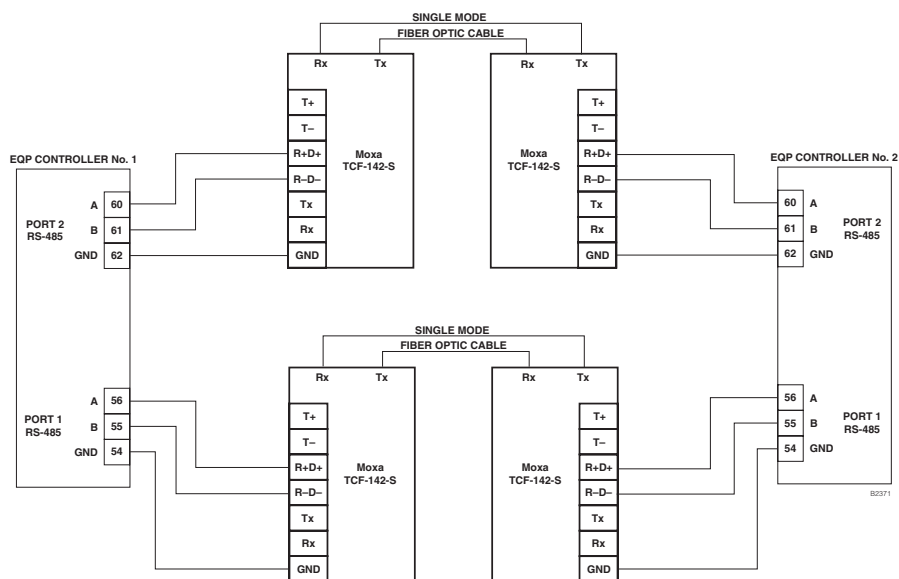 SINGLE MODE
FIBER OPTIC CABLE
Rx Tx
Rx Tx
T+
T–
R+D+
R–D–
Tx
Rx
GND
Moxa
TCF-142-S
T+
T–
R+D+
R–D–
Tx
Rx
GND
Moxa
TCF-142-S
EQP CONTROLLER No. 1
PORT 2
RS-485
A 60
B 61
GND 62
PORT 1
RS-485
A 56
B 55
GND 54
EQP CONTROLLER No. 2
60 A
61 B
62 GND
PORT 2
RS-485
56 A
55 B
54 GND
PORT 1
RS-485
B2371
SINGLE MODE
FIBER OPTIC CABLE
Rx Tx
Rx Tx
T+
T–
R+D+
R–D–
Tx
Rx
GND
Moxa
TCF-142-S
T+
T–
R+D+
R–D–
Tx
Rx
GND
Moxa
TCF-142-S